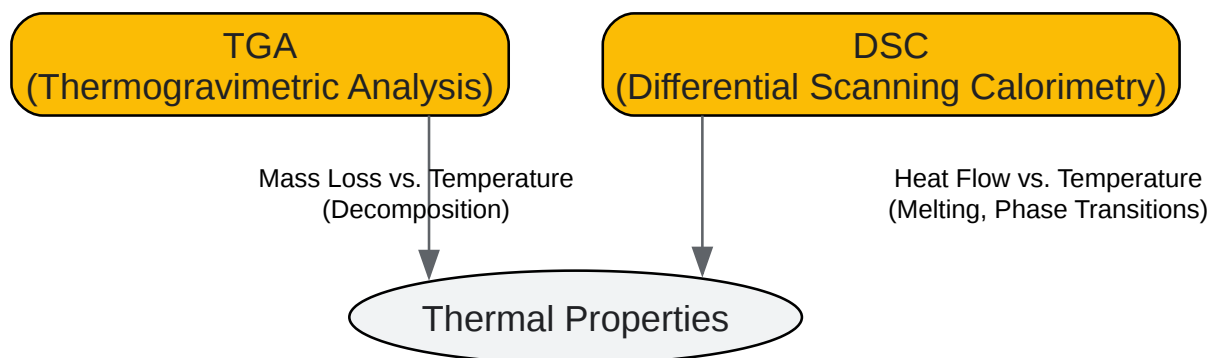 TGA
(Thermogravimetric Analysis)
DSC
(Differential Scanning Calorimetry)
Mass Loss vs. Temperature
(Decomposition)
Heat Flow vs. Temperature
(Melting, Phase Transitions)
Thermal Properties